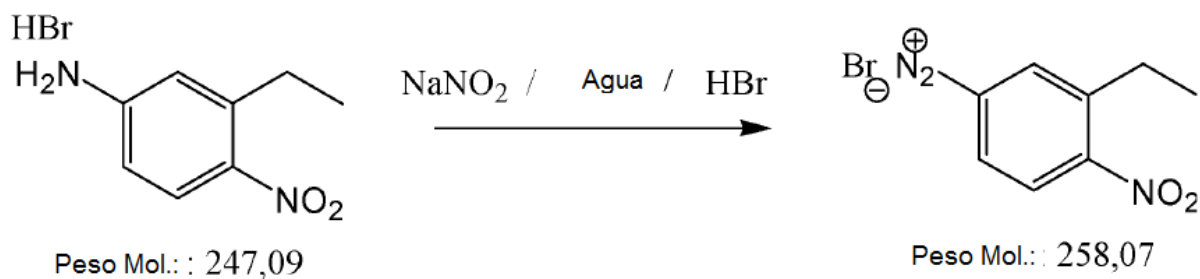 HBr
H₂N
NO₂
Peso Mol.: : 247,09
NaNO₂ / Agua / HBr
Br⊖ N₂⊕
NO₂
Peso Mol.: : 258,07